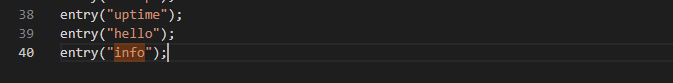 38 entry("uptime");
39 entry("hello");
40 entry("info");